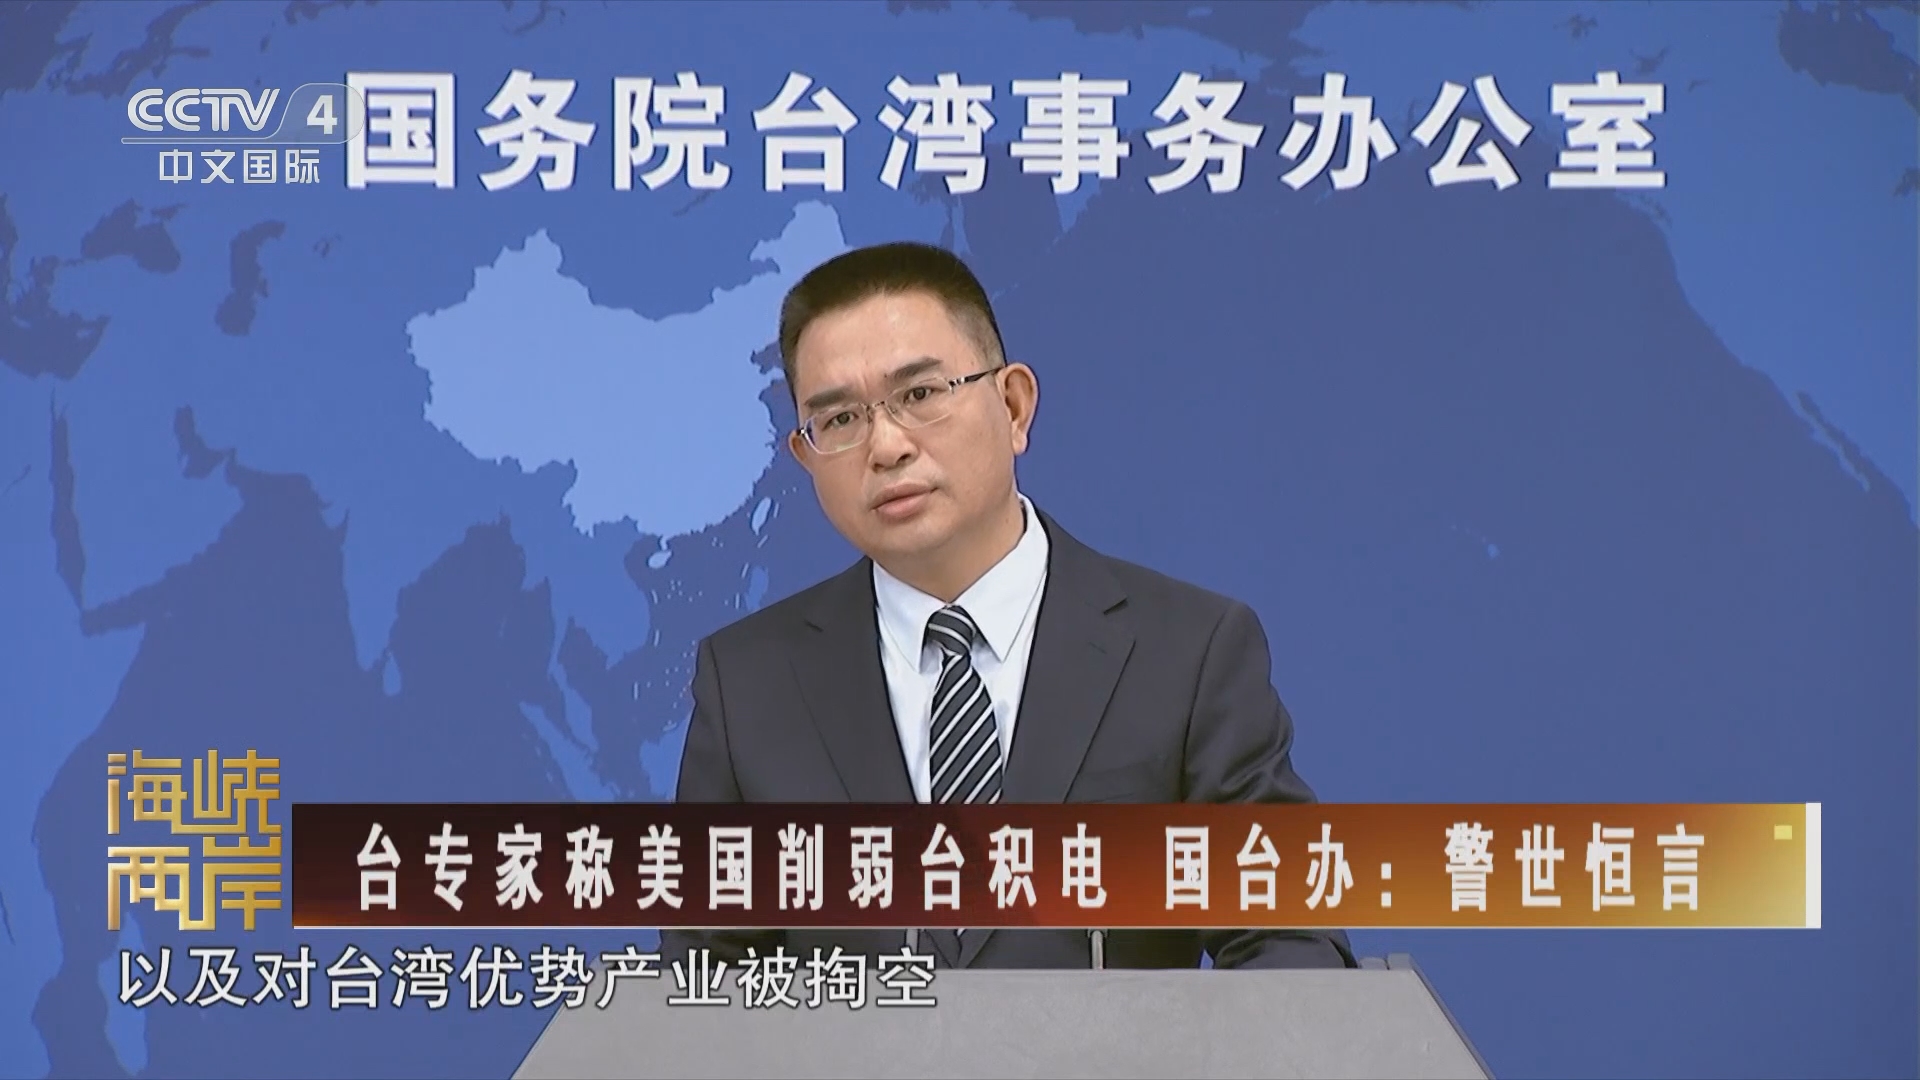 国务院台湾事务办公室
CCTV 4
中文国际
海峡
两岸
台专家称美国削弱台积电 国台办：警世恒言
以及对台湾优势产业被掏空